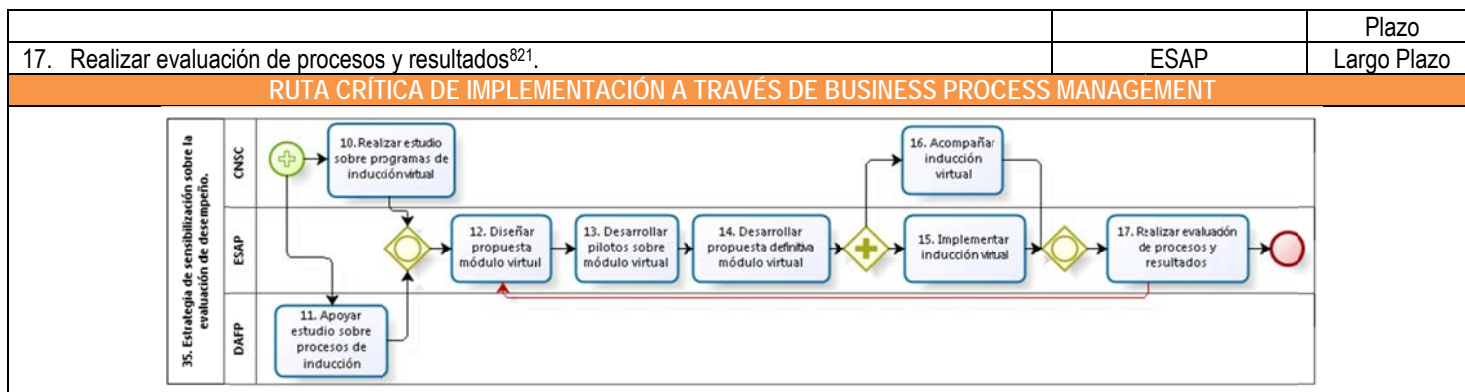 Plazo
17. Realizar evaluación de procesos y resultados821.
ESAP
Largo Plazo
RUTA CRÍTICA DE IMPLEMENTACIÓN A TRAVÉS DE BUSINESS PROCESS MANAGEMENT
35. Estrategia de sensibilización sobre la
evaluación de desempeño.
CNSC
10. Realizar estudio
sobre programas de
inducción virtual
16. Acompañar
inducción
virtual
ESAP
12. Diseñar
propuesta
módulo virtual
13. Desarrollar
pilotos sobre
módulo virtual
14. Desarrollar
propuesta definitiva
módulo virtual
15. Implementar
inducción virtual
17. Realizar evaluación
de procesos y
resultados
DAFP
11. Apoyar
estudio sobre
procesos de
inducción